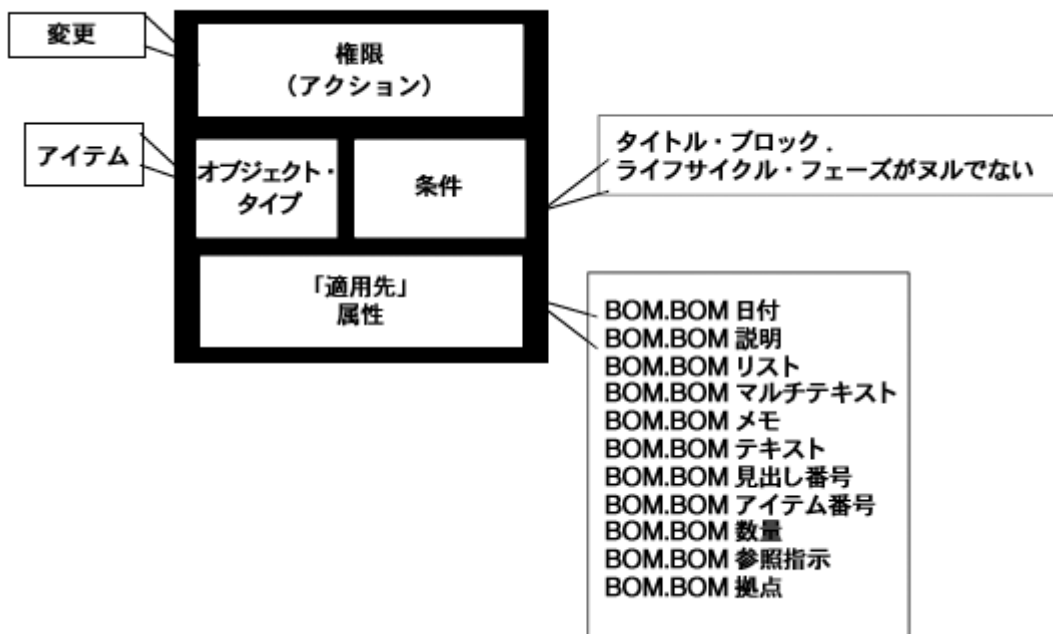 変更
権限
（アクション）
アイテム
オブジェクト・
タイプ
条件
タイトル・ブロック．
ライフサイクル・フェーズがヌルでない
「適用先」
属性
BOM.BOM 日付
BOM.BOM 説明
BOM.BOM リスト
BOM.BOM マルチテキスト
BOM.BOM メモ
BOM.BOM テキスト
BOM.BOM 見出し番号
BOM.BOM アイテム番号
BOM.BOM 数量
BOM.BOM 参照指示
BOM.BOM 拠点